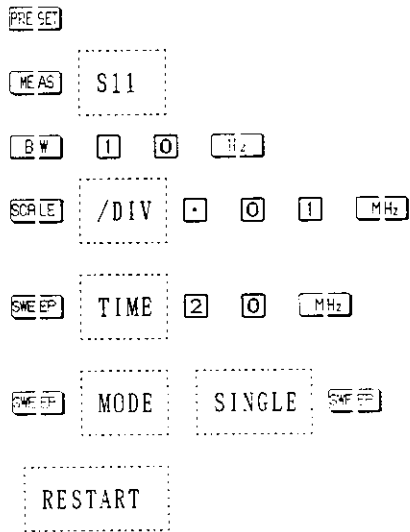 PRESET
MEAS S11
BW 1 0 Hz
SCALE /DIV . 0 1 MHz
SWEEP TIME 2 0 MHz
SWEEP MODE SINGLE SWEEP
RESTART